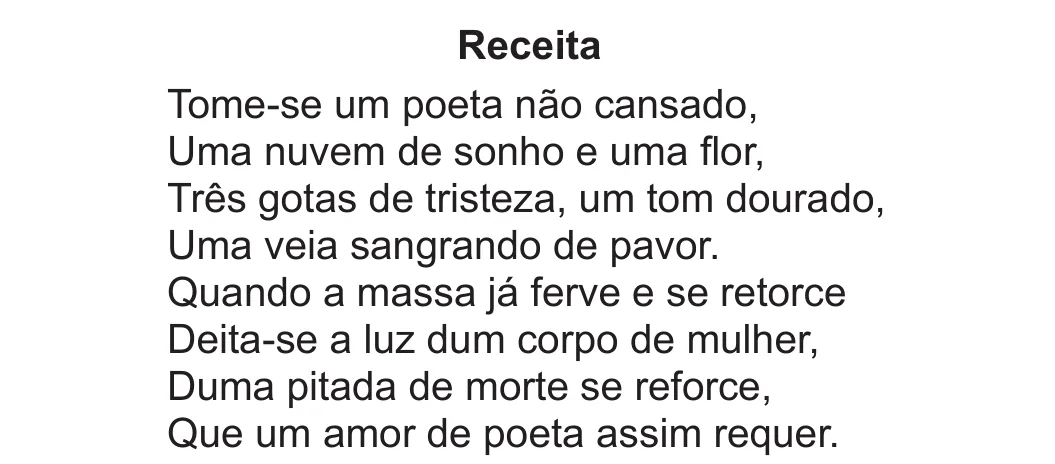 Receita
Tome-se um poeta não cansado,
Uma nuvem de sonho e uma flor,
Três gotas de tristeza, um tom dourado,
Uma veia sangrando de pavor.
Quando a massa já ferve e se retorce
Deita-se a luz dum corpo de mulher,
Duma pitada de morte se reforce,
Que um amor de poeta assim requer.